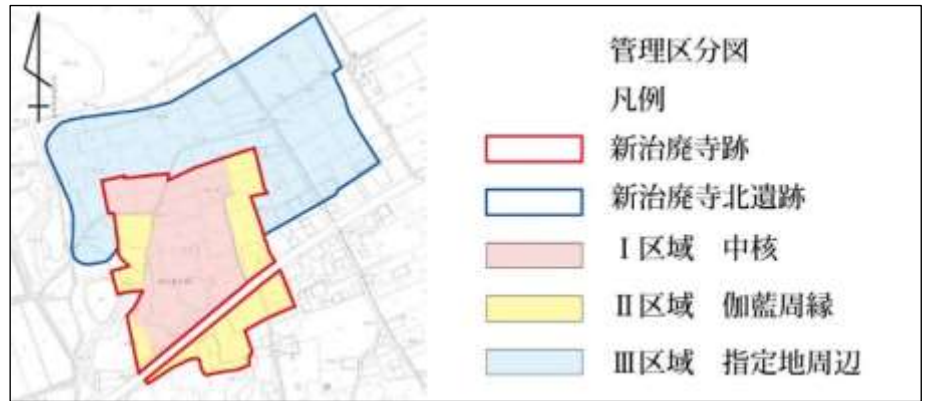 管理区分図
凡例
新治廃寺跡
新治廃寺北遺跡
Ⅰ区域 中核
Ⅱ区域 伽藍周縁
Ⅲ区域 指定地周辺